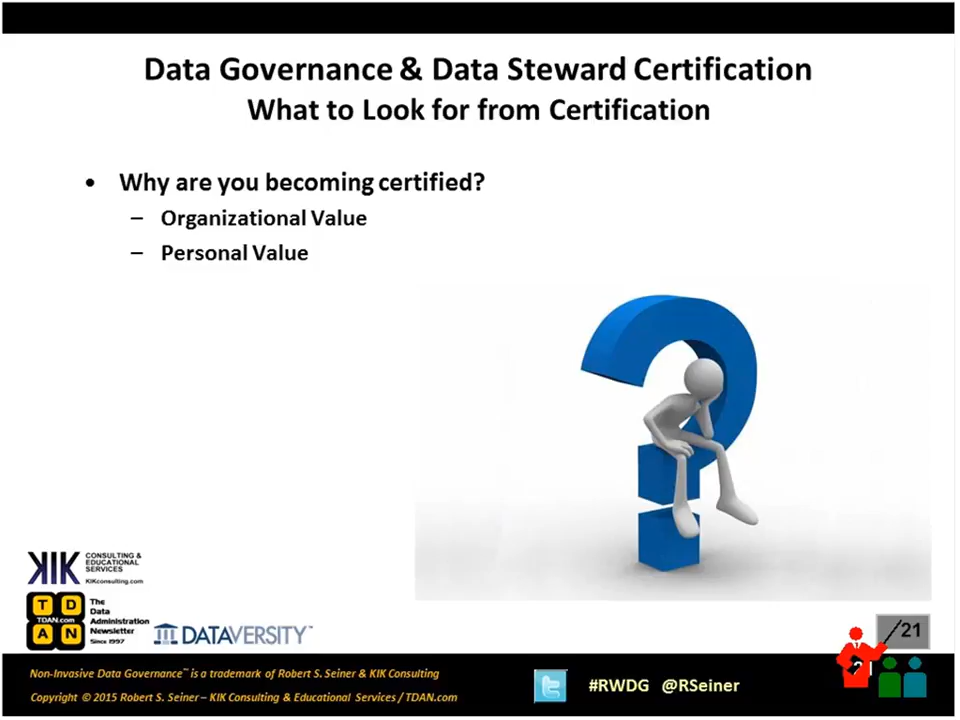 Data Governance & Data Steward Certification
What to Look for from Certification
• Why are you becoming certified?
– Organizational Value
– Personal Value
KIK CONSULTING &
EDUCATIONAL
SERVICES
KIKconsulting.com
T D The
TDAN.com Data
Administration
A N Newsletter
Since 1997
DATAVERSITY™
/21
Non-Invasive Data Governance™ is a trademark of Robert S. Seiner & KIK Consulting
Copyright © 2015 Robert S. Seiner – KIK Consulting & Educational Services / TDAN.com
#RWDG @RSeiner